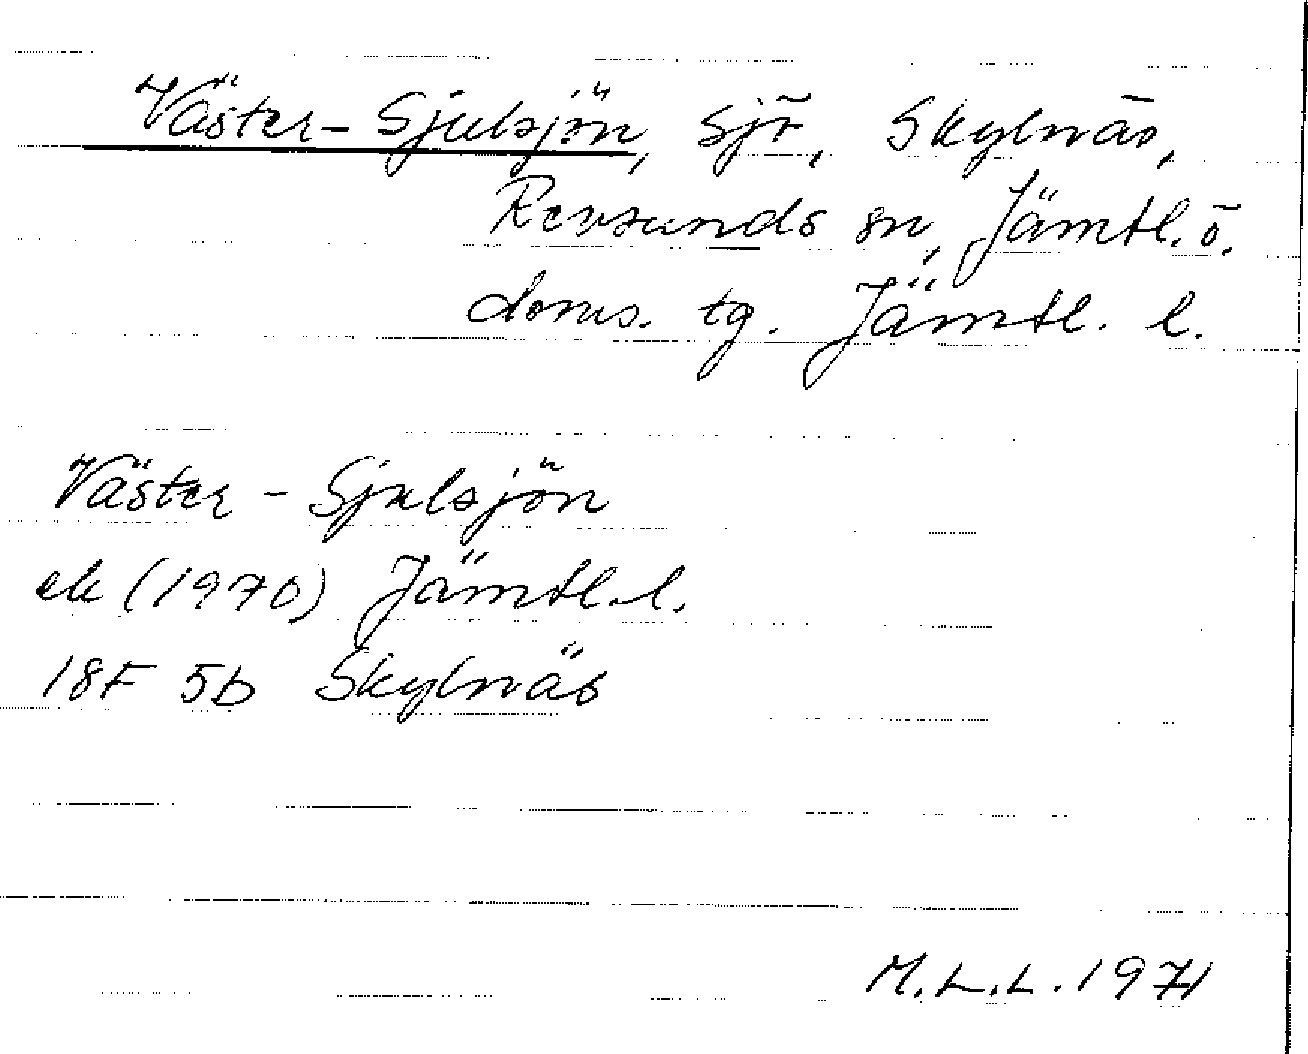 Väster-Sjulsjön, sjö, Skylnäs,
Revsunds sn, Jämtl. ö.
doms. tg. Jämtl. l.
Väster-Sjulsjön
ek (1970) Jämtl. l.
18F 5b Skylnäs
M.L.L. 1971